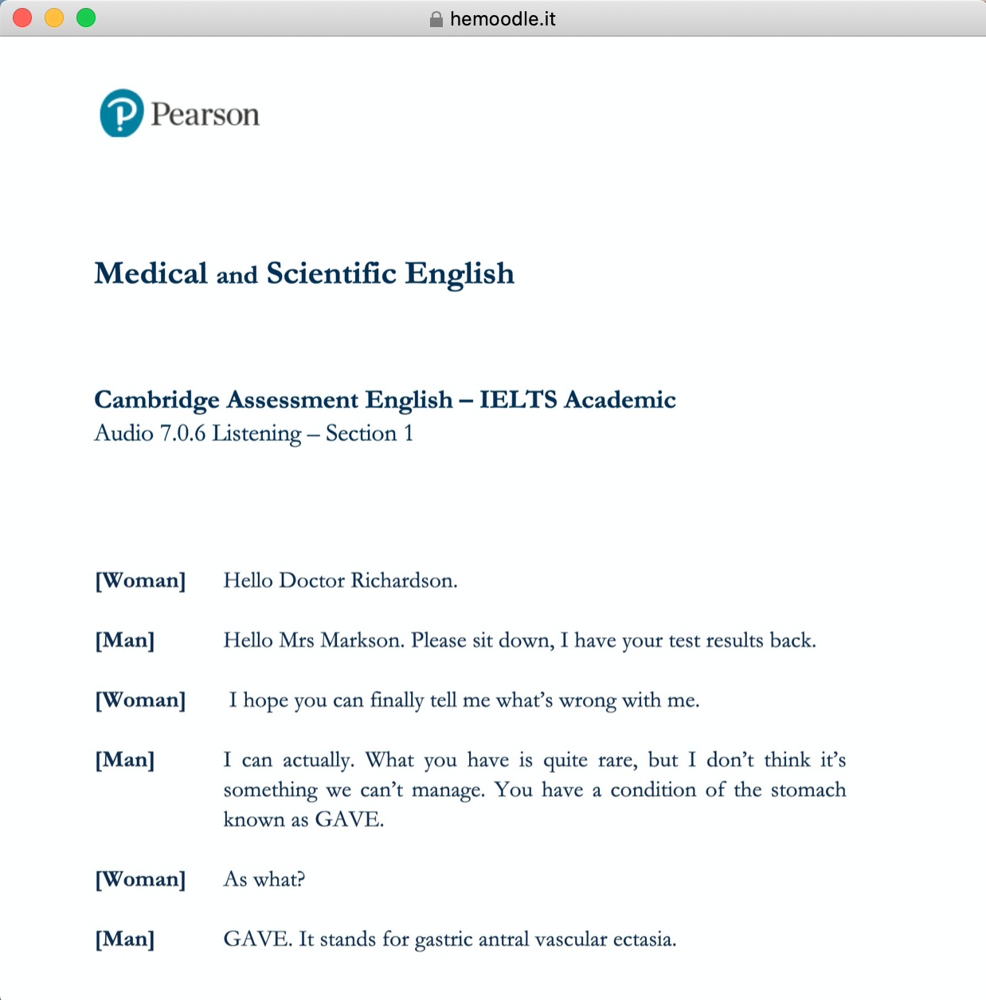 hemoodle.it
Pearson
Medical and Scientific English
Cambridge Assessment English – IELTS Academic
Audio 7.0.6 Listening – Section 1
[Woman] Hello Doctor Richardson.
[Man] Hello Mrs Markson. Please sit down, I have your test results back.
[Woman] I hope you can finally tell me what’s wrong with me.
[Man] I can actually. What you have is quite rare, but I don’t think it’s
something we can’t manage. You have a condition of the stomach
known as GAVE.
[Woman] As what?
[Man] GAVE. It stands for gastric antral vascular ectasia.